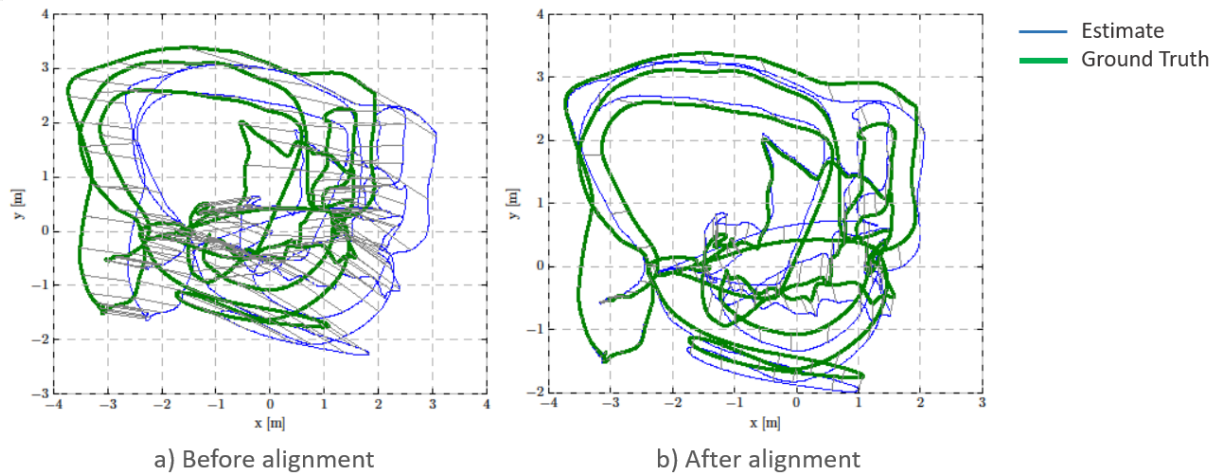 Estimate
Ground Truth
4
3
2
1
0
−1
−2
−3
y [m]
−4 −3 −2 −1 0 1 2 3 4
x [m]
a) Before alignment
4
3
2
1
0
−1
−2
y [m]
−4 −3 −2 −1 0 1 2 3
x [m]
b) After alignment